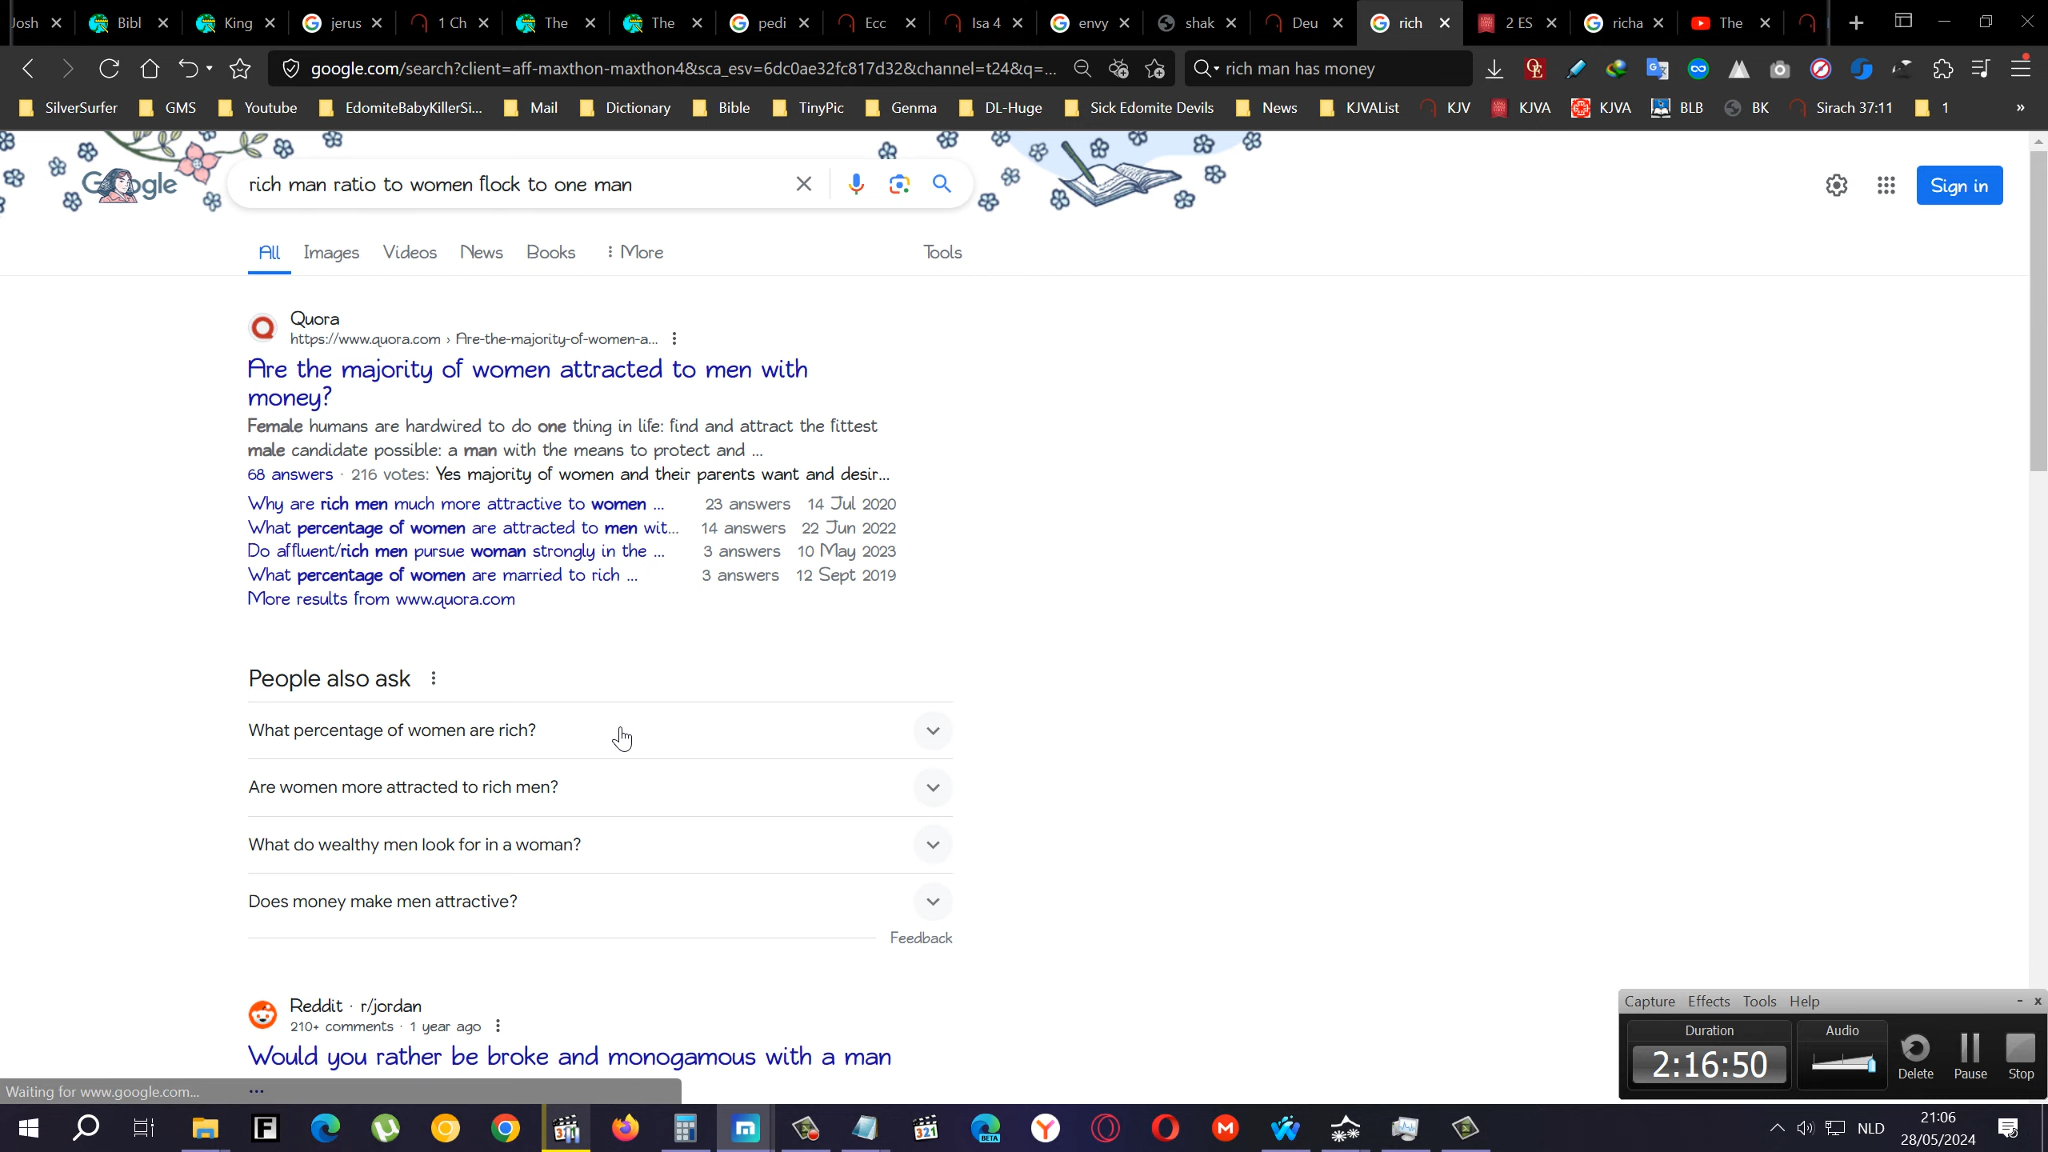 Josh
Bibl
King
jerus
1 Ch
The
The
pedi
Ecc
Isa 4
envy
shak
Deu
rich
2 ES
richa
The
google.com/search?client=aff-maxthon-maxthon4&sca_esv=6dc0ae32fc817d32&channel=t24&q=...
rich man has money
SilverSurfer
GMS
Youtube
EdomiteBabyKillerSi...
Mail
Dictionary
Bible
TinyPic
Genma
DL-Huge
Sick Edomite Devils
News
KJVAList
KJV
KJVA
KJVA
BLB
BK
Sirach 37:11
1
»
Google
rich man ratio to women flock to one man
Sign in
All
Images
Videos
News
Books
More
Tools
Quora
https://www.quora.com › Are-the-majority-of-women-a...
Are the majority of women attracted to men with
money?
Female humans are hardwired to do one thing in life: find and attract the fittest
male candidate possible: a man with the means to protect and ...
68 answers · 216 votes: Yes majority of women and their parents want and desir...
Why are rich men much more attractive to women ... 23 answers 14 Jul 2020
What percentage of women are attracted to men wit... 14 answers 22 Jun 2022
Do affluent/rich men pursue woman strongly in the ... 3 answers 10 May 2023
What percentage of women are married to rich ... 3 answers 12 Sept 2019
More results from www.quora.com
People also ask
What percentage of women are rich?
Are women more attracted to rich men?
What do wealthy men look for in a woman?
Does money make men attractive?
Feedback
Reddit · r/jordan
210+ comments · 1 year ago
Would you rather be broke and monogamous with a man
...
Waiting for www.google.com...
Capture Effects Tools Help
Duration
Audio
2:16:50
Delete
Pause
Stop
F
321
BETA
NLD
21:06
28/05/2024